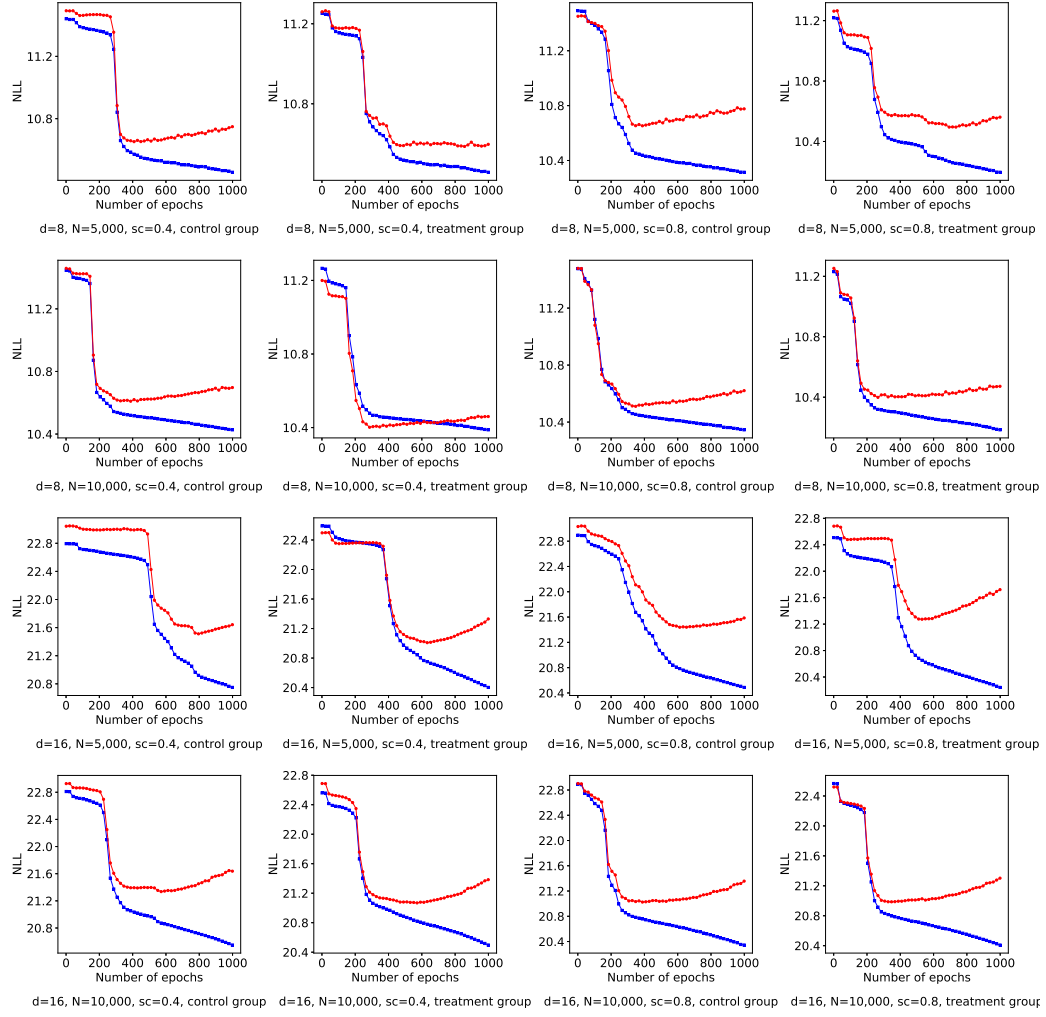 11.2
10.8
NLL
0 200 400 600 800 1000
Number of epochs
d=8, N=5,000, sc=0.4, control group
11.2
10.8
NLL
0 200 400 600 800 1000
Number of epochs
d=8, N=5,000, sc=0.4, treatment group
11.2
10.8
10.4
NLL
0 200 400 600 800 1000
Number of epochs
d=8, N=5,000, sc=0.8, control group
11.2
10.8
10.4
NLL
0 200 400 600 800 1000
Number of epochs
d=8, N=5,000, sc=0.8, treatment group
11.2
10.8
10.4
NLL
0 200 400 600 800 1000
Number of epochs
d=8, N=10,000, sc=0.4, control group
11.2
10.8
10.4
NLL
0 200 400 600 800 1000
Number of epochs
d=8, N=10,000, sc=0.4, treatment group
11.2
10.8
10.4
NLL
0 200 400 600 800 1000
Number of epochs
d=8, N=10,000, sc=0.8, control group
11.2
10.8
10.4
NLL
0 200 400 600 800 1000
Number of epochs
d=8, N=10,000, sc=0.8, treatment group
22.8
22.4
22.0
21.6
21.2
20.8
NLL
0 200 400 600 800 1000
Number of epochs
d=16, N=5,000, sc=0.4, control group
22.4
22.0
21.6
21.2
20.8
20.4
NLL
0 200 400 600 800 1000
Number of epochs
d=16, N=5,000, sc=0.4, treatment group
22.8
22.4
22.0
21.6
21.2
20.8
20.4
NLL
0 200 400 600 800 1000
Number of epochs
d=16, N=5,000, sc=0.8, control group
22.8
22.4
22.0
21.6
21.2
20.8
20.4
NLL
0 200 400 600 800 1000
Number of epochs
d=16, N=5,000, sc=0.8, treatment group
22.8
22.4
22.0
21.6
21.2
20.8
NLL
0 200 400 600 800 1000
Number of epochs
d=16, N=10,000, sc=0.4, control group
22.8
22.4
22.0
21.6
21.2
20.8
20.4
NLL
0 200 400 600 800 1000
Number of epochs
d=16, N=10,000, sc=0.4, treatment group
22.8
22.4
22.0
21.6
21.2
20.8
20.4
NLL
0 200 400 600 800 1000
Number of epochs
d=16, N=10,000, sc=0.8, control group
22.4
22.0
21.6
21.2
20.8
20.4
NLL
0 200 400 600 800 1000
Number of epochs
d=16, N=10,000, sc=0.8, treatment group